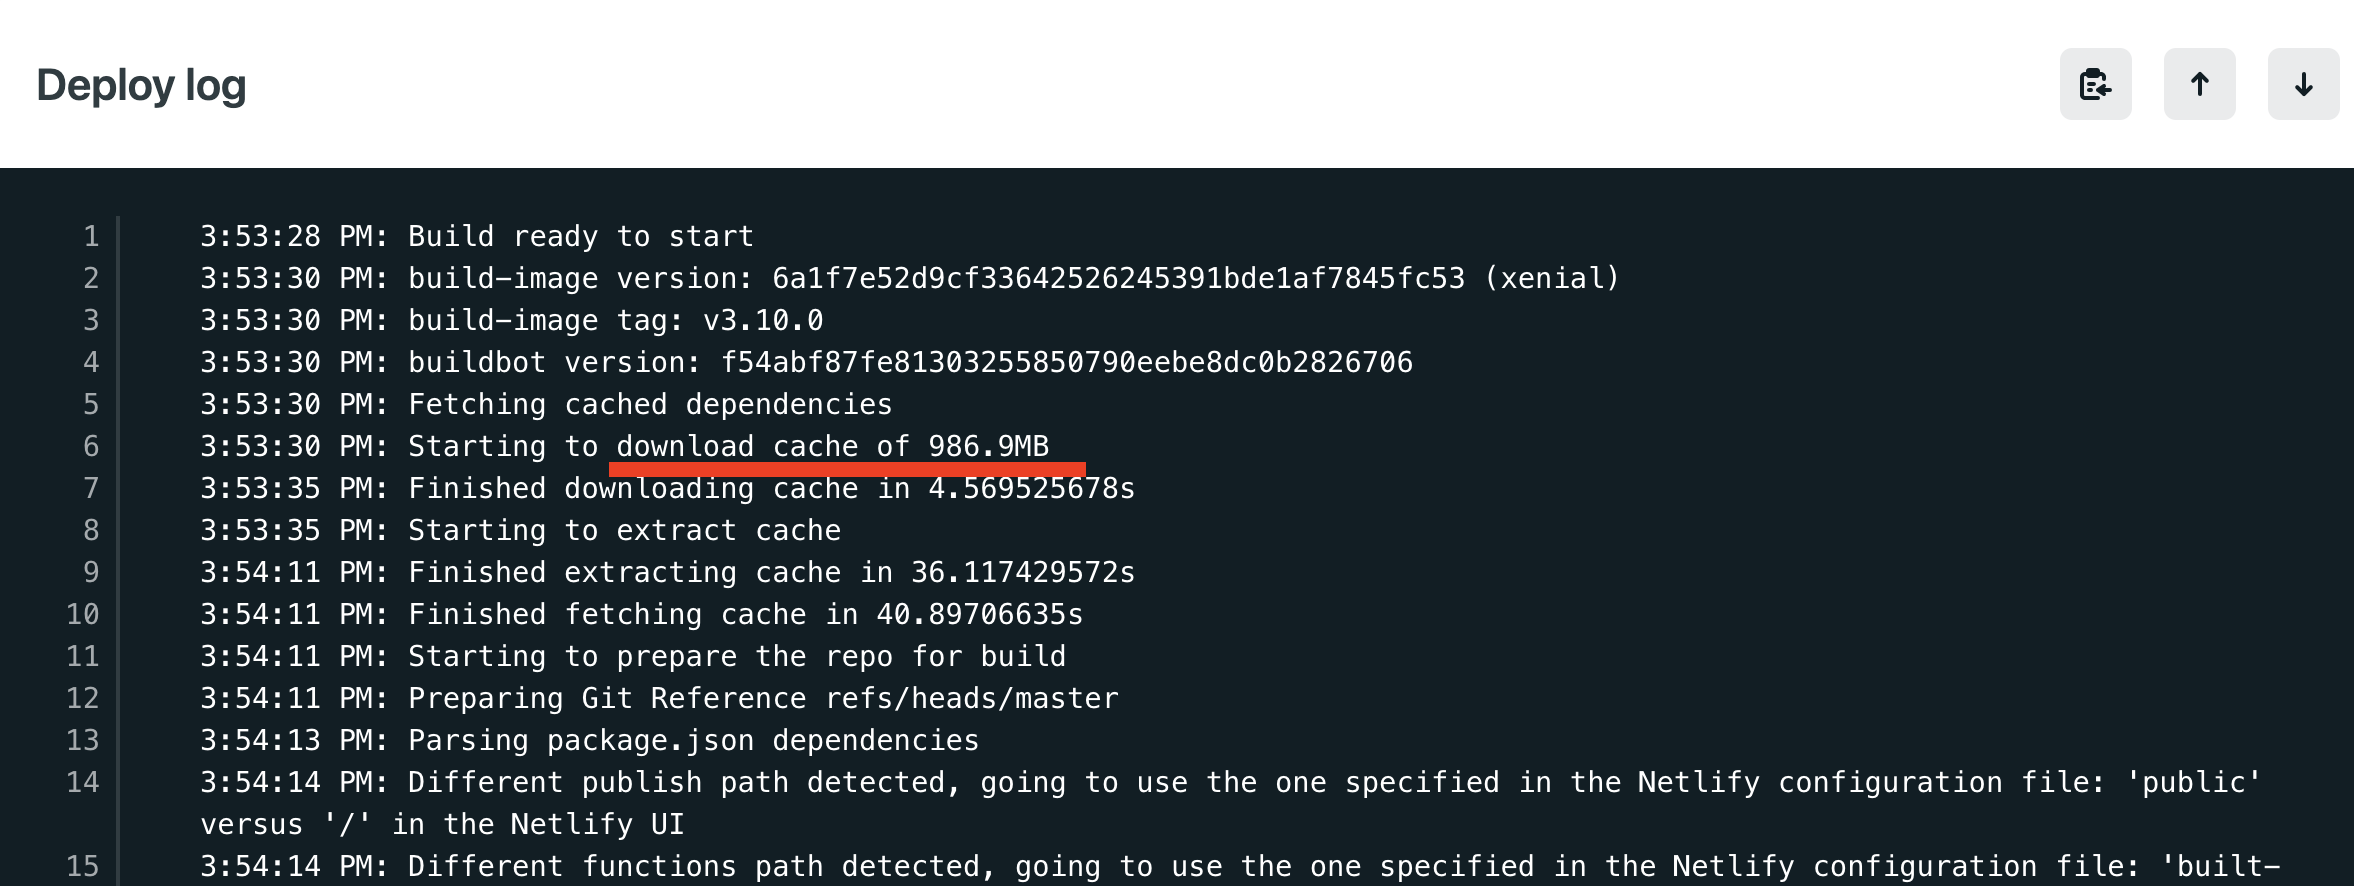 Deploy log
1 3:53:28 PM: Build ready to start
2 3:53:30 PM: build-image version: 6a1f7e52d9cf33642526245391bde1af7845fc53 (xenial)
3 3:53:30 PM: build-image tag: v3.10.0
4 3:53:30 PM: buildbot version: f54abf87fe81303255850790eebe8dc0b2826706
5 3:53:30 PM: Fetching cached dependencies
6 3:53:30 PM: Starting to download cache of 986.9MB
7 3:53:35 PM: Finished downloading cache in 4.569525678s
8 3:53:35 PM: Starting to extract cache
9 3:54:11 PM: Finished extracting cache in 36.117429572s
10 3:54:11 PM: Finished fetching cache in 40.89706635s
11 3:54:11 PM: Starting to prepare the repo for build
12 3:54:11 PM: Preparing Git Reference refs/heads/master
13 3:54:13 PM: Parsing package.json dependencies
14 3:54:14 PM: Different publish path detected, going to use the one specified in the Netlify configuration file: 'public'
versus '/' in the Netlify UI
15 3:54:14 PM: Different functions path detected, going to use the one specified in the Netlify configuration file: 'built-